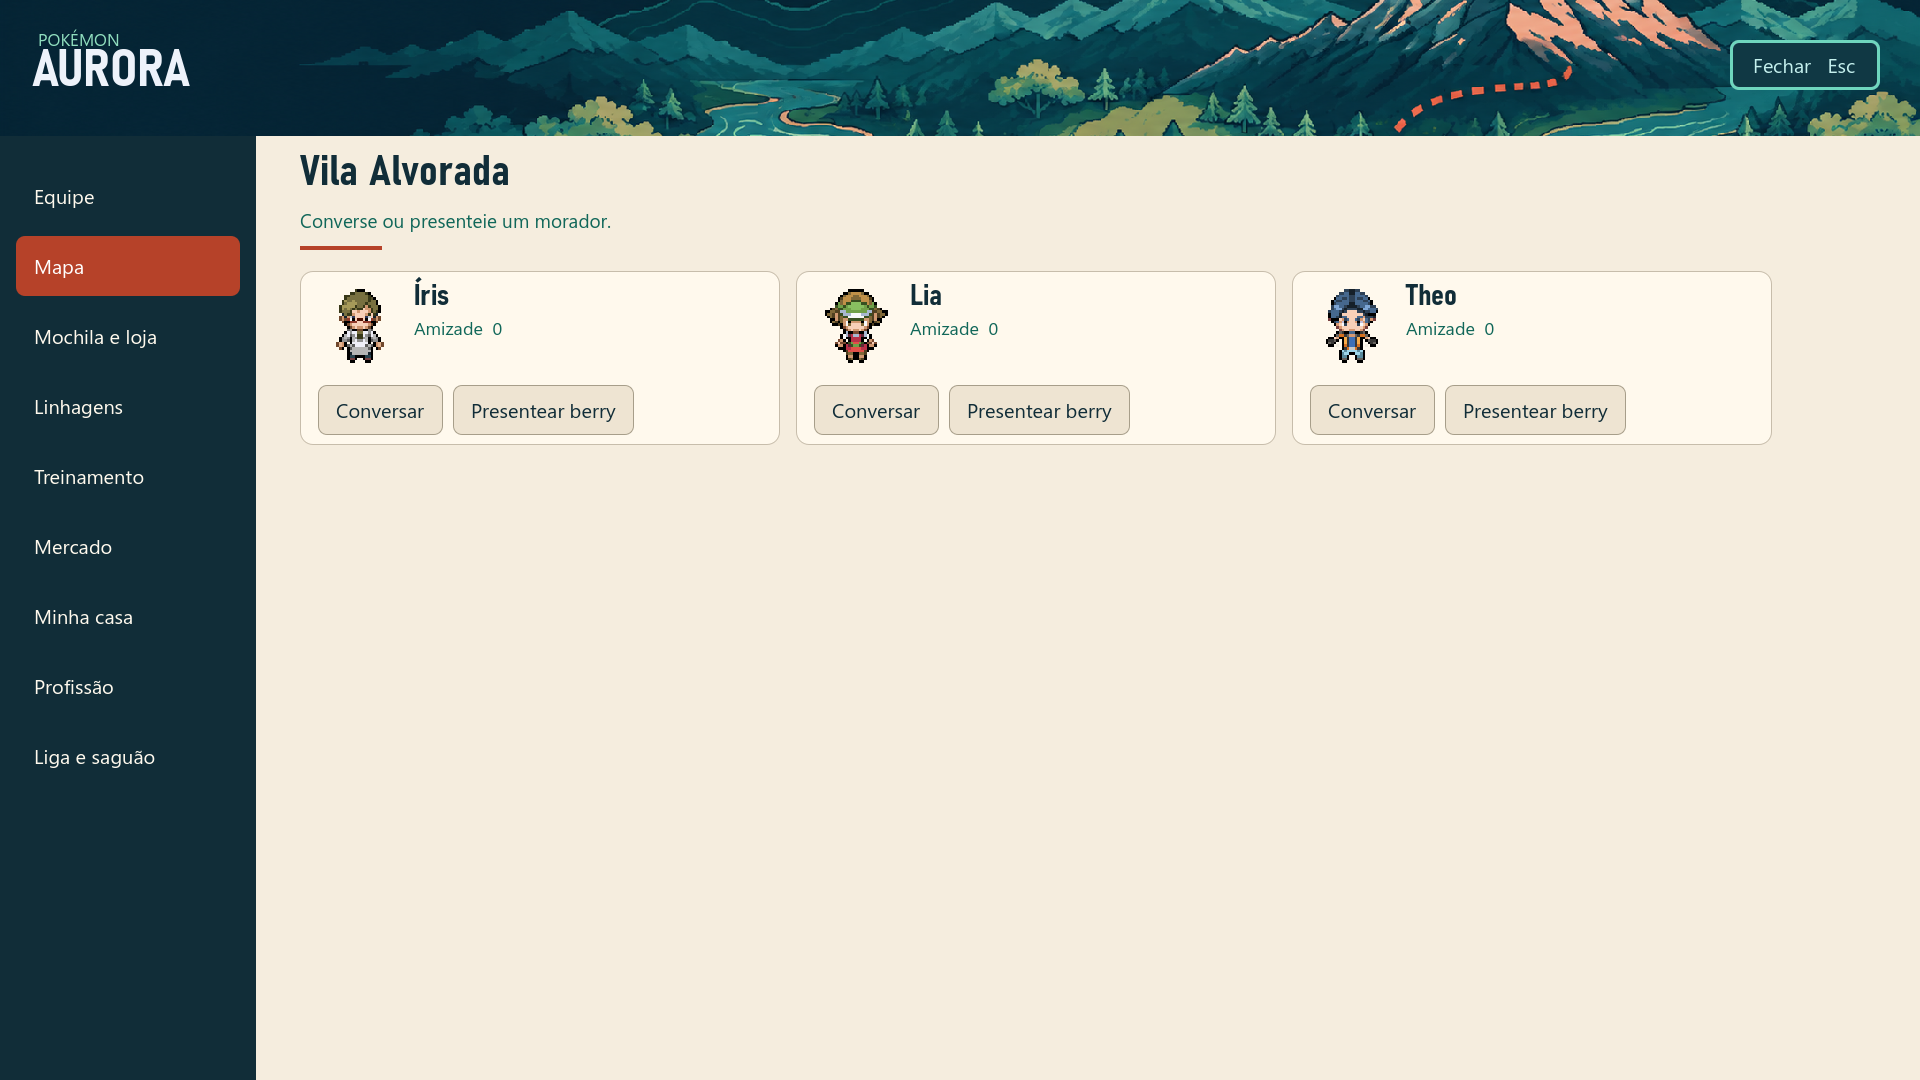 POKÉMON
AURORA
Fechar Esc
Equipe
Mapa
Mochila e loja
Linhagens
Treinamento
Mercado
Minha casa
Profissão
Liga e saguão
Vila Alvorada
Converse ou presenteie um morador.
Íris
Amizade 0
Conversar
Presentear berry
Lia
Amizade 0
Conversar
Presentear berry
Theo
Amizade 0
Conversar
Presentear berry